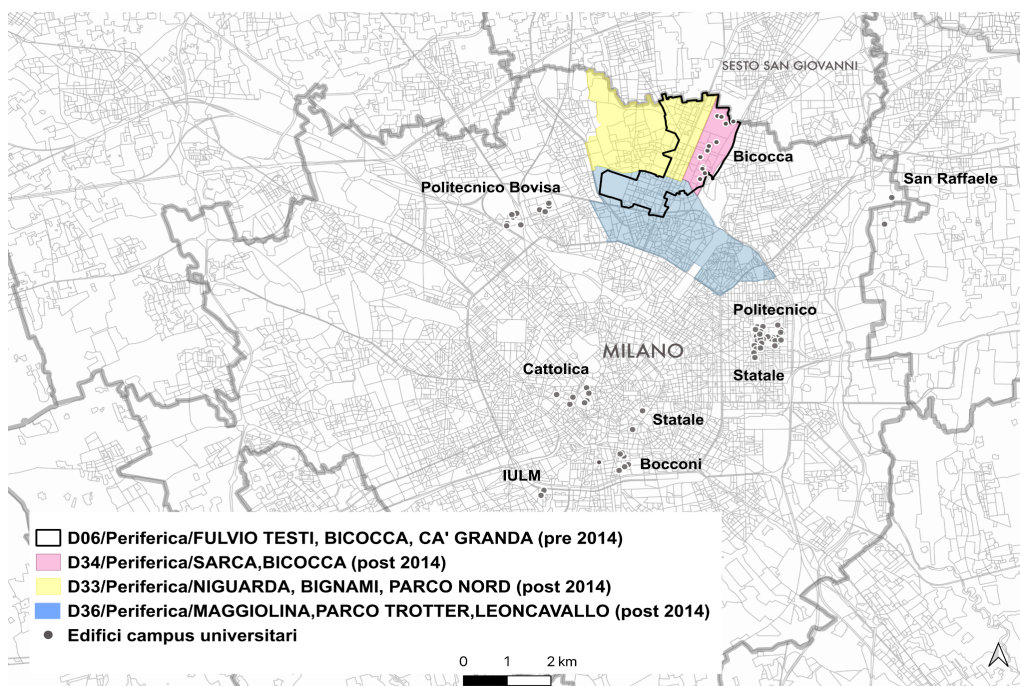 SESTO SAN GIOVANNI
Bicocca
San Raffaele
Politecnico Bovisa
Politecnico
MILANO
Cattolica
Statale
Statale
Bocconi
IULM
D06/Periferica/FULVIO TESTI, BICOCCA, CA' GRANDA (pre 2014)
D34/Periferica/SARCA,BICOCCA (post 2014)
D33/Periferica/NIGUARDA, BIGNAMI, PARCO NORD (post 2014)
D36/Periferica/MAGGIOLINA,PARCO TROTTER,LEONCAVALLO (post 2014)
Edifici campus universitari
0 1 2 km